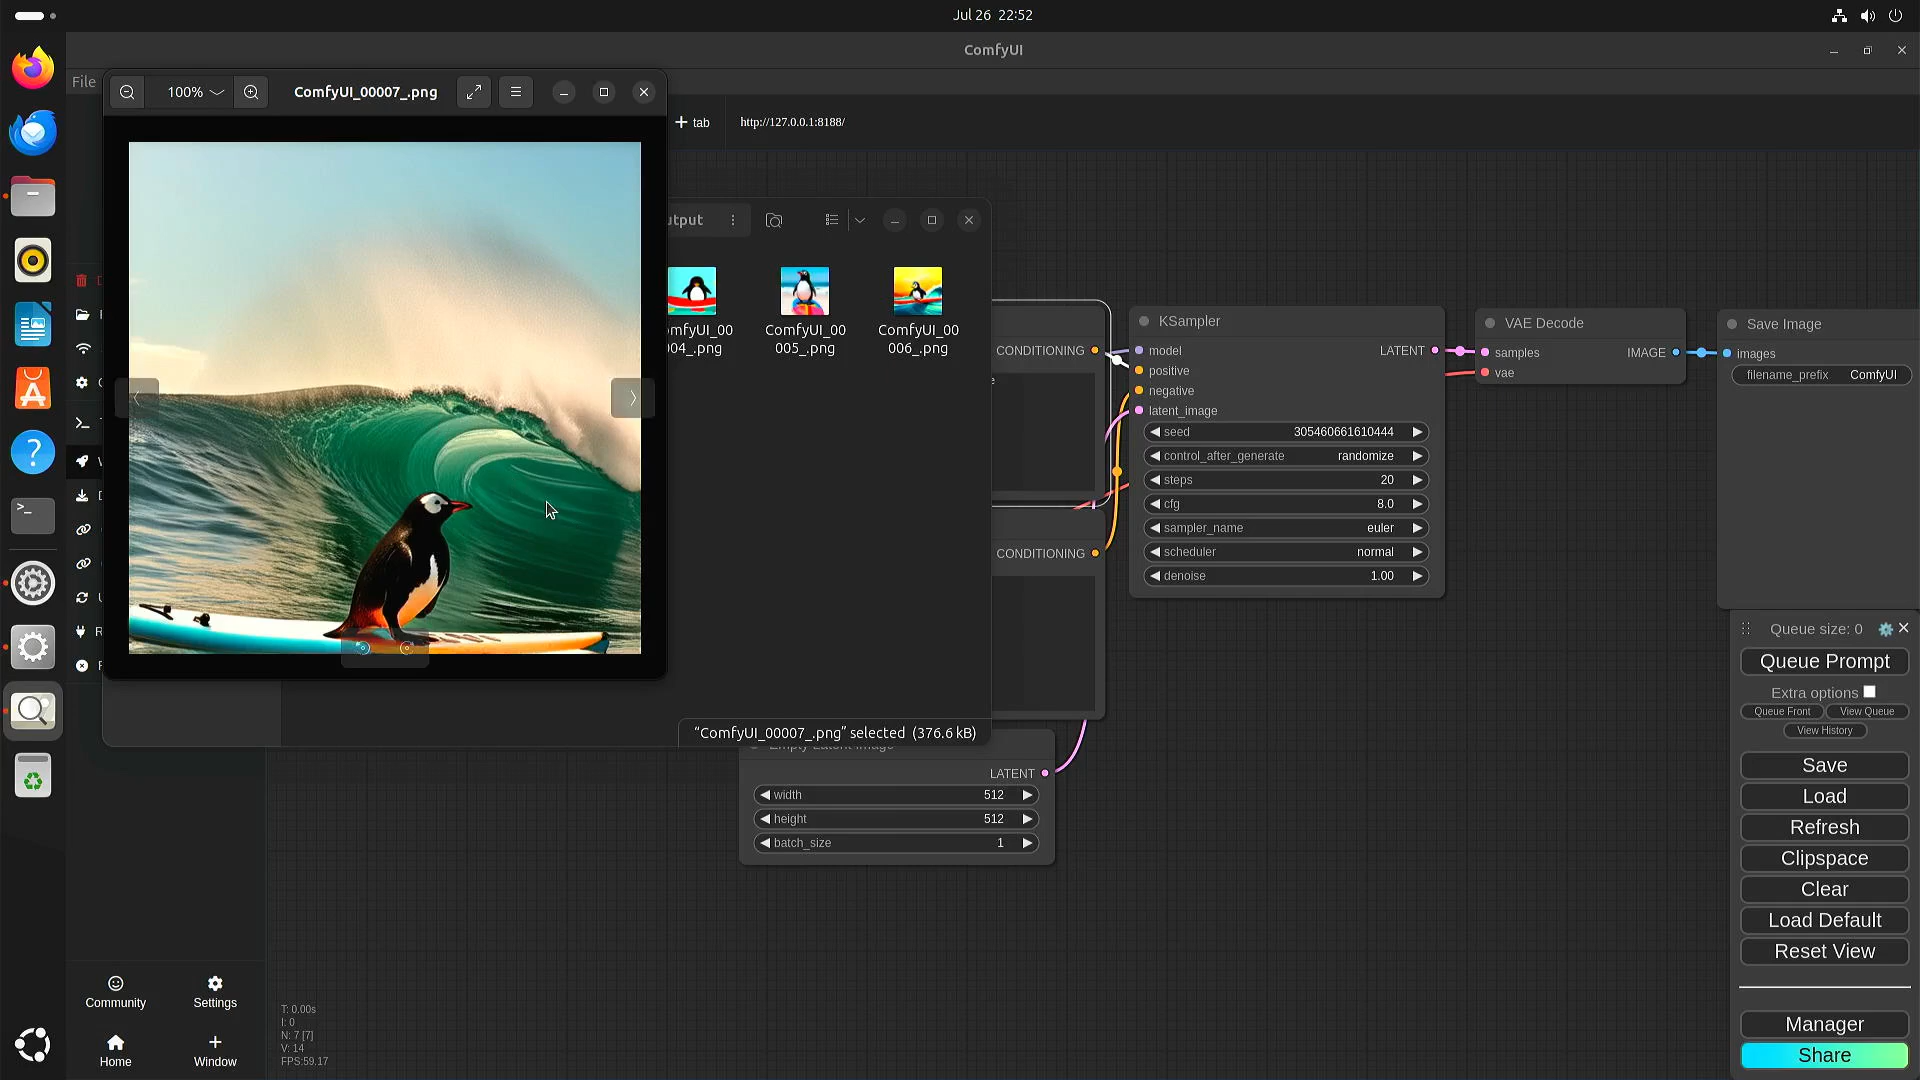 Jul 26 22:52
ComfyUI
File
100%
ComfyUI_00007_.png
tab
http://127.0.0.1:8188/
ComfyUI_00
005_.png
ComfyUI_00
006_.png
"ComfyUI_00007_.png" selected (376.6 kB)
CONDITIONING
CONDITIONING
KSampler
model
LATENT
positive
negative
latent_image
seed 305460661610444
control_after_generate randomize
steps 20
cfg 8.0
sampler_name euler
scheduler normal
denoise 1.00
VAE Decode
samples IMAGE
vae
Save Image
images
filename_prefix ComfyUI
Empty Latent Image
LATENT
width 512
height 512
batch_size 1
Queue size: 0
Queue Prompt
Extra options
Queue Front View Queue
View History
Save
Load
Refresh
Clipspace
Clear
Load Default
Reset View
Manager
Share
Community Settings
Home Window
T: 0.00s
I: 0
N: 7 [7]
V: 14
FPS:59.17